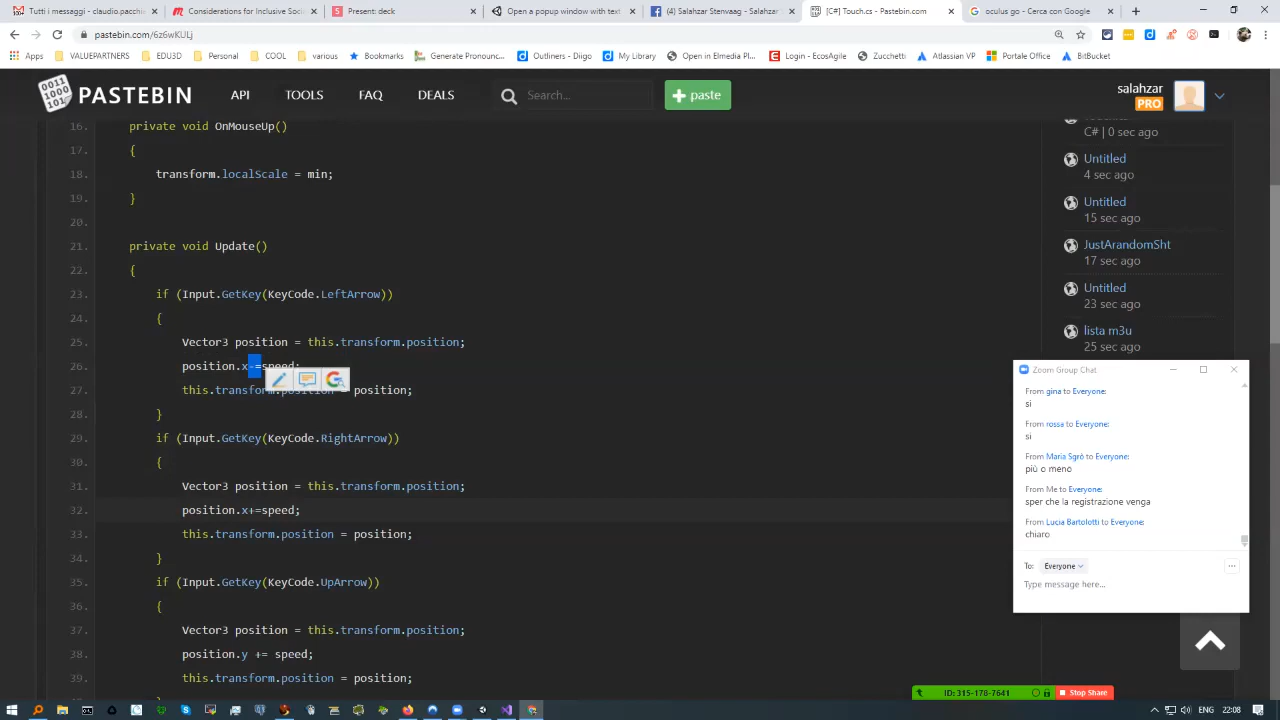 Tutti i messaggi - claudio.pacchie
Considerations for Inclusive Social
Present: deck
Open a popup window with text
(4) Salahzar Stenvaag | Facebook
[C#] Touch.cs - Pastebin.com
oculus go - Cerca con Google
pastebin.com/6z6wKULj
Apps
VALUEPARTNERS
EDU3D
Personal
COOL
various
Bookmarks
Generate Pronounc...
Outliners - Diigo
My Library
Open in Elmedia Pl...
Login - EcosAgile
Zucchetti
Atlassian VP
Portale Office
BitBucket
PASTEBIN
API
TOOLS
FAQ
DEALS
Search...
paste
salahzar
PRO
16. private void OnMouseUp()
17. {
18. transform.localScale = min;
19. }
20.
21. private void Update()
22. {
23. if (Input.GetKey(KeyCode.LeftArrow))
24. {
25. Vector3 position = this.transform.position;
26. position.x-=speed;
27. this.transform.position = position;
28. }
29. if (Input.GetKey(KeyCode.RightArrow))
30. {
31. Vector3 position = this.transform.position;
32. position.x+=speed;
33. this.transform.position = position;
34. }
35. if (Input.GetKey(KeyCode.UpArrow))
36. {
37. Vector3 position = this.transform.position;
38. position.y += speed;
39. this.transform.position = position;
C# | 0 sec ago
Untitled
4 sec ago
Untitled
15 sec ago
JustArandomSht
17 sec ago
Untitled
23 sec ago
lista m3u
25 sec ago
Zoom Group Chat
From gina to Everyone:
si
From rossa to Everyone:
si
From Maria Sgrò to Everyone:
più o meno
From Me to Everyone:
sper che la registrazione venga
From Lucia Bartolotti to Everyone:
chiaro
To: Everyone
Type message here...
ID: 315-178-7641
Stop Share
ENG
22:08